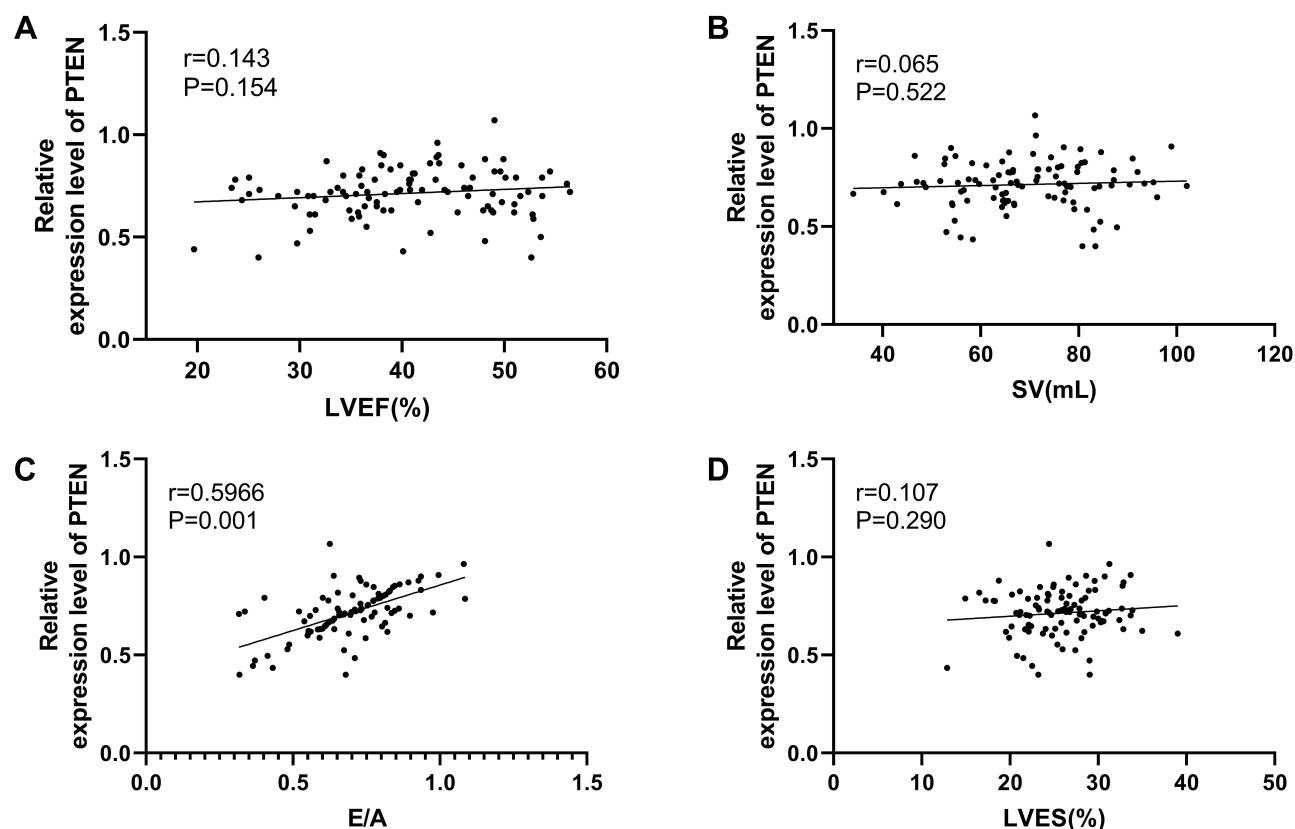 A
r=0.143
P=0.154
Relative
expression level of PTEN
1.5
1.0
0.5
0.0
20 30 40 50 60
LVEF(%)
B
r=0.065
P=0.522
Relative
expression level of PTEN
1.5
1.0
0.5
0.0
40 60 80 100 120
SV(mL)
C
r=0.5966
P=0.001
Relative
expression level of PTEN
1.5
1.0
0.5
0.0
0.0 0.5 1.0 1.5
E/A
D
r=0.107
P=0.290
Relative
expression level of PTEN
1.5
1.0
0.5
0.0
0 10 20 30 40 50
LVES(%)